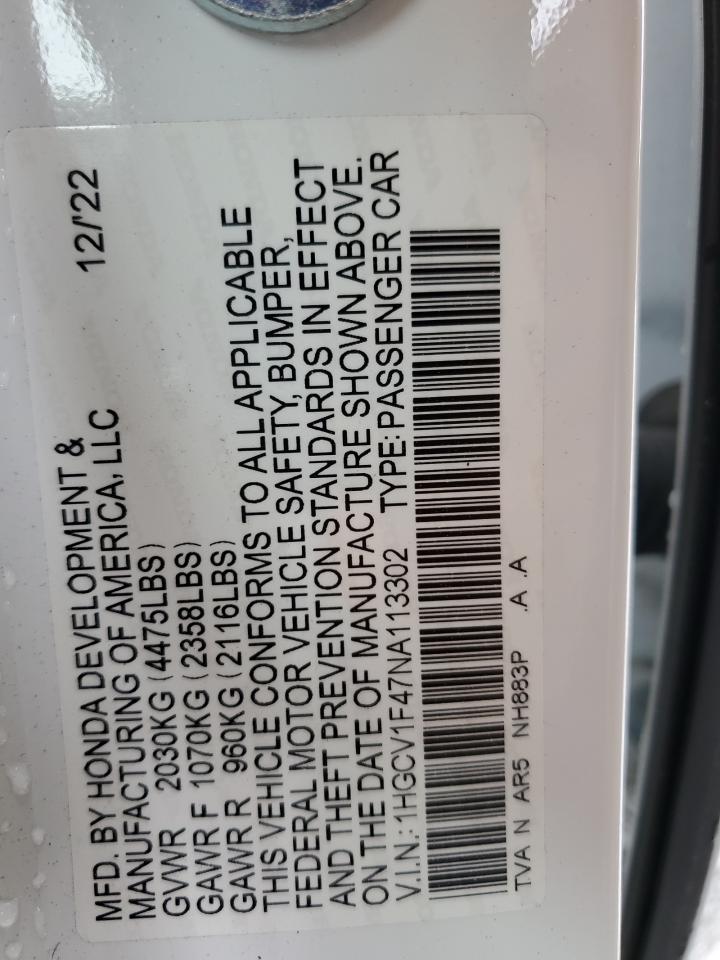 MFD. BY HONDA DEVELOPMENT &
MANUFACTURING OF AMERICA, LLC 12/'22
GVWR 2030KG (4475LBS)
GAWR F 1070KG (2358LBS)
GAWR R 960KG (2116LBS)
THIS VEHICLE CONFORMS TO ALL APPLICABLE
FEDERAL MOTOR VEHICLE SAFETY, BUMPER,
AND THEFT PREVENTION STANDARDS IN EFFECT
ON THE DATE OF MANUFACTURE SHOWN ABOVE.
V.I.N.:1HGCV1F47NA113302 TYPE:PASSENGER CAR
TVA N AR5 NH883P .A .A